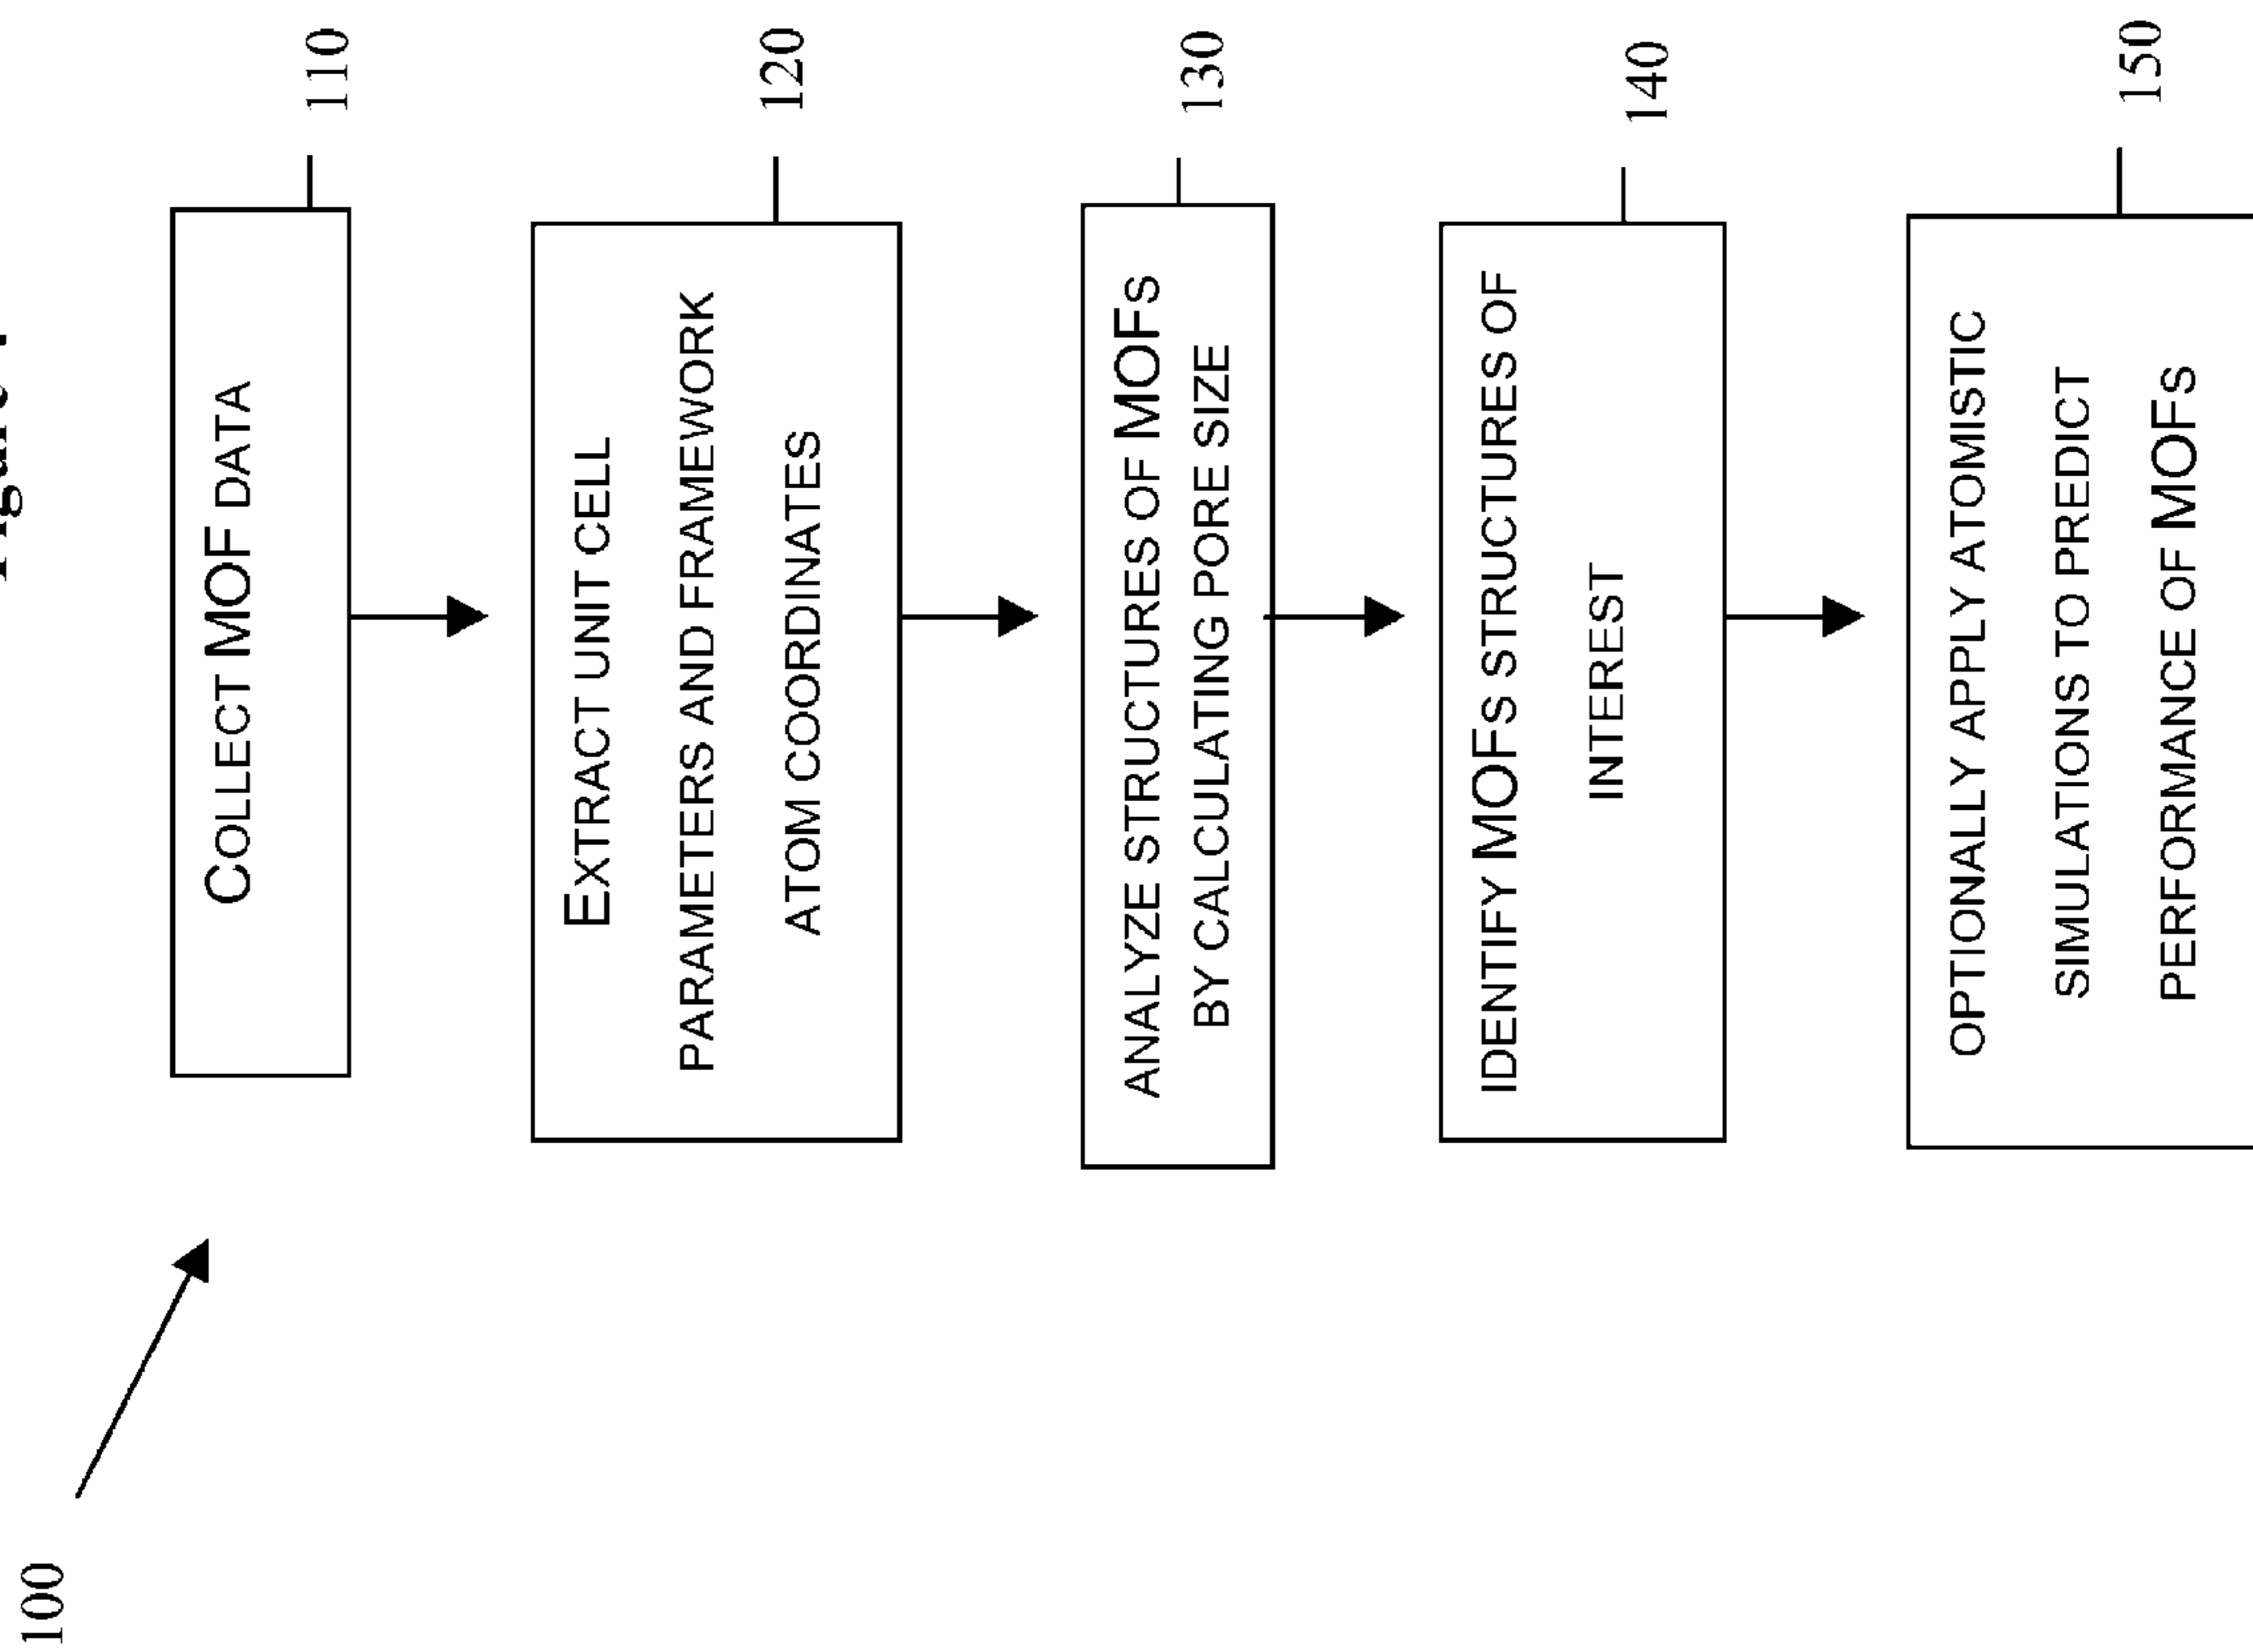 100
COLLECT MOF DATA
110
EXTRACT UNIT CELL
PARAMETERS AND FRAMEWORK
ATOM COORDINATES
120
ANALYZE STRUCTURES OF MOFS
BY CALCULATING PORE SIZE
130
IDENTIFY MOFS STRUCTURES OF
INTEREST
140
OPTIONALLY APPLY ATOMISTIC
SIMULATIONS TO PREDICT
PERFORMANCE OF MOFS
150